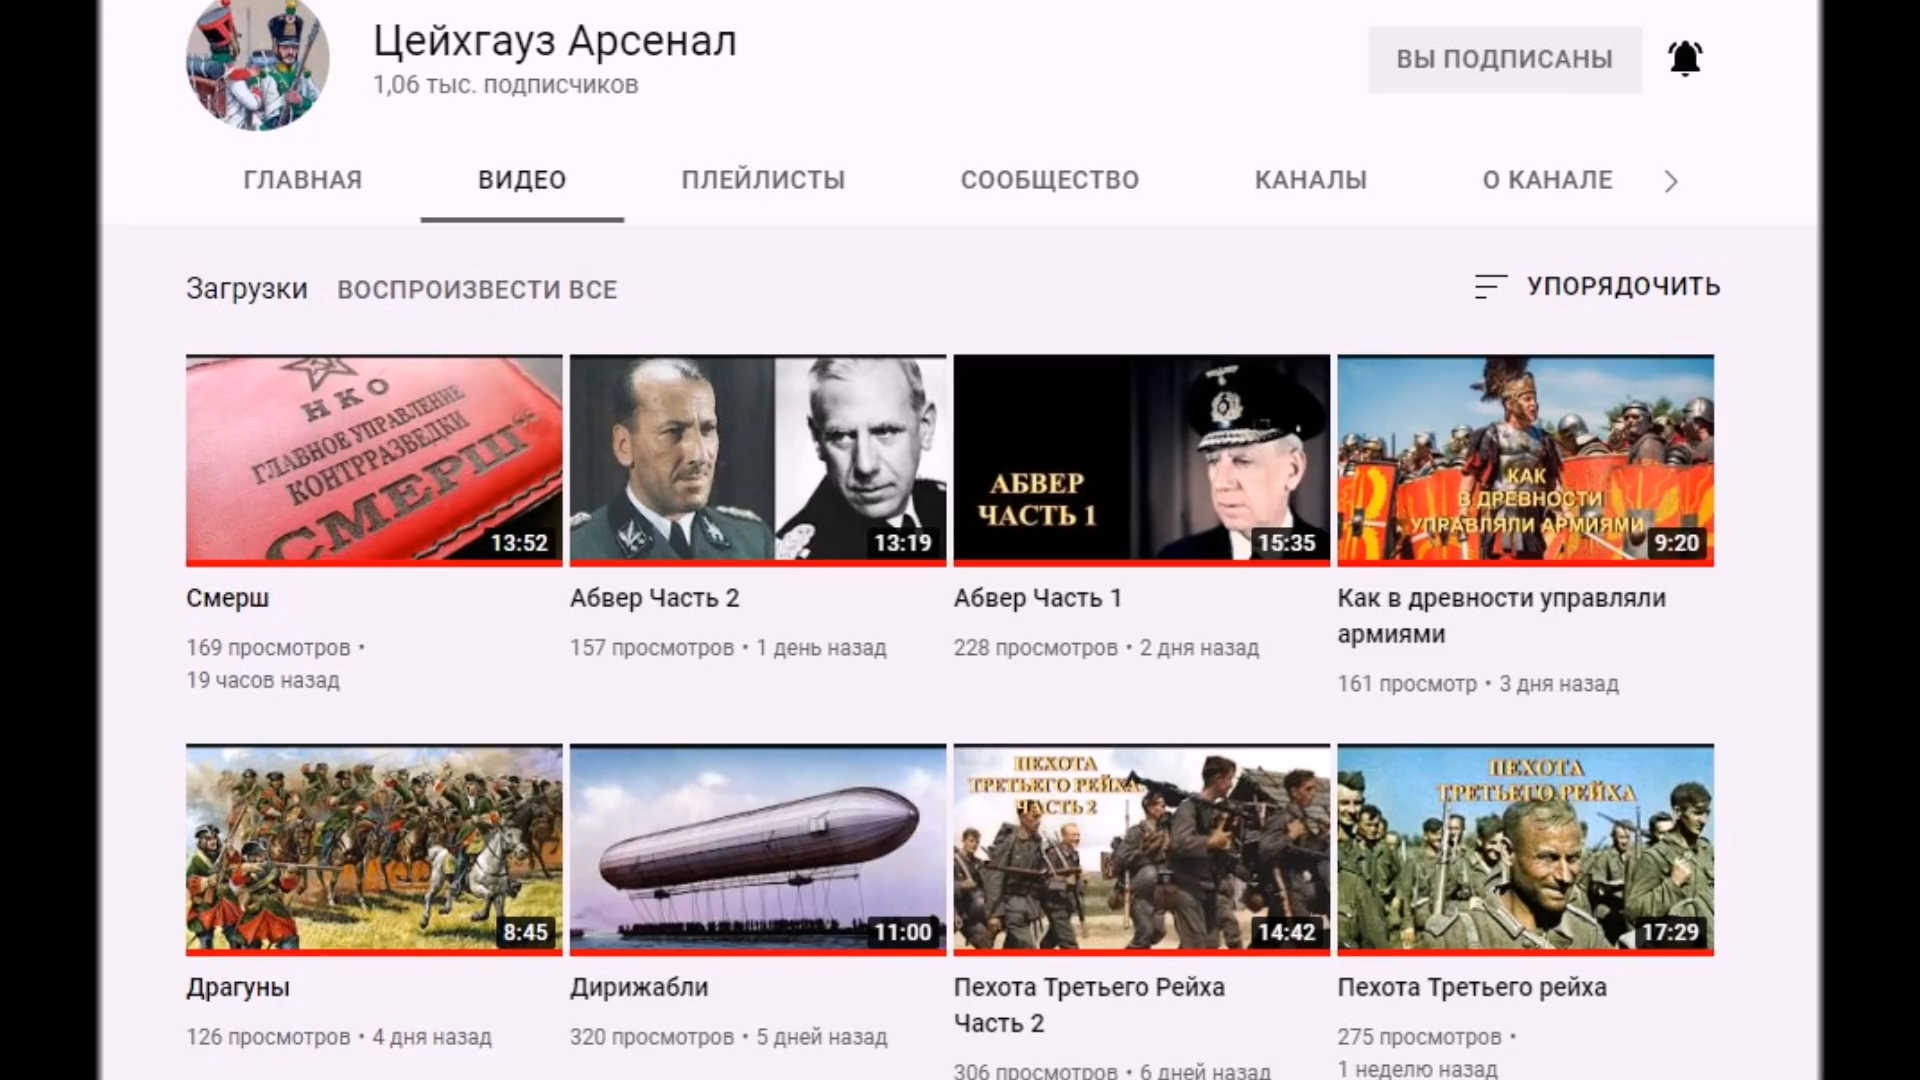 Цейхгауз Арсенал
1,06 тыс. подписчиков
ВЫ ПОДПИСАНЫ
ГЛАВНАЯ
ВИДЕО
ПЛЕЙЛИСТЫ
СООБЩЕСТВО
КАНАЛЫ
О КАНАЛЕ
Загрузки
ВОСПРОИЗВЕСТИ ВСЕ
УПОРЯДОЧИТЬ
НКО
ГЛАВНОЕ УПРАВЛЕНИЕ
КОНТРРАЗВЕДКИ
СМЕРШ“
13:52
13:19
АБВЕР
ЧАСТЬ 1
15:35
КАК
В ДРЕВНОСТИ
УПРАВЛЯЛИ АРМИЯМИ
9:20
Смерш
169 просмотров •
19 часов назад
Абвер Часть 2
157 просмотров • 1 день назад
Абвер Часть 1
228 просмотров • 2 дня назад
Как в древности управляли
армиями
161 просмотр • 3 дня назад
8:45
11:00
ПЕХОТА
ТРЕТЬЕГО РЕЙХА
ЧАСТЬ 2
14:42
ПЕХОТА
ТРЕТЬЕГО РЕЙХА
17:29
Драгуны
126 просмотров • 4 дня назад
Дирижабли
320 просмотров • 5 дней назад
Пехота Третьего Рейха
Часть 2
306 просмотров • 6 дней назад
Пехота Третьего рейха
275 просмотров •
1 неделю назад